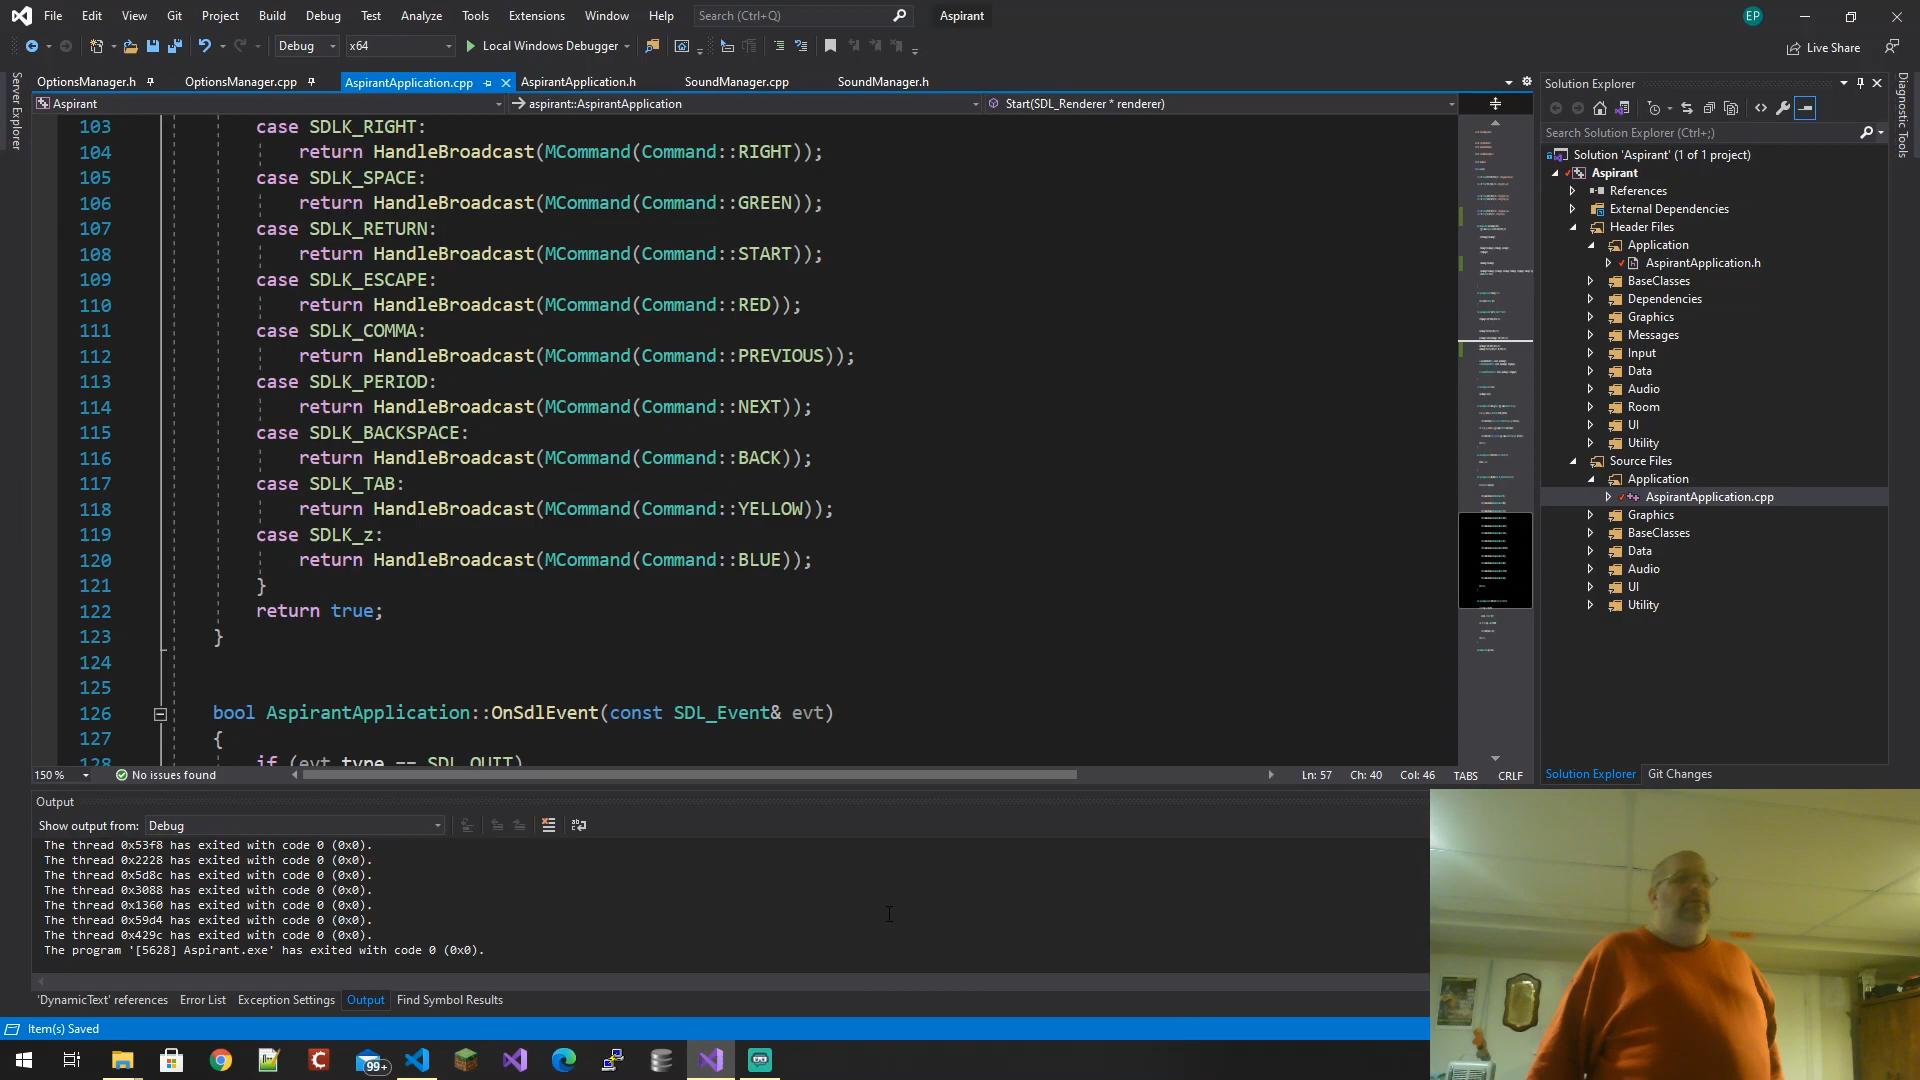 File Edit View Git Project Build Debug Test Analyze Tools Extensions Window Help Search (Ctrl+Q) Aspirant EP
Debug x64 Local Windows Debugger Live Share
Server Explorer
OptionsManager.h OptionsManager.cpp AspirantApplication.cpp AspirantApplication.h SoundManager.cpp SoundManager.h
Aspirant aspirant::AspirantApplication Start(SDL_Renderer * renderer)
103 case SDLK_RIGHT:
104 return HandleBroadcast(MCommand(Command::RIGHT));
105 case SDLK_SPACE:
106 return HandleBroadcast(MCommand(Command::GREEN));
107 case SDLK_RETURN:
108 return HandleBroadcast(MCommand(Command::START));
109 case SDLK_ESCAPE:
110 return HandleBroadcast(MCommand(Command::RED));
111 case SDLK_COMMA:
112 return HandleBroadcast(MCommand(Command::PREVIOUS));
113 case SDLK_PERIOD:
114 return HandleBroadcast(MCommand(Command::NEXT));
115 case SDLK_BACKSPACE:
116 return HandleBroadcast(MCommand(Command::BACK));
117 case SDLK_TAB:
118 return HandleBroadcast(MCommand(Command::YELLOW));
119 case SDLK_z:
120 return HandleBroadcast(MCommand(Command::BLUE));
121 }
122 return true;
123 }
124
125
126 bool AspirantApplication::OnSdlEvent(const SDL_Event& evt)
127 {
128 if (evt.type == SDL_QUIT)
150 % No issues found Ln: 57 Ch: 40 Col: 46 TABS CRLF
Solution Explorer
Search Solution Explorer (Ctrl+;)
Solution 'Aspirant' (1 of 1 project)
Aspirant
References
External Dependencies
Header Files
Application
AspirantApplication.h
BaseClasses
Dependencies
Graphics
Messages
Input
Data
Audio
Room
UI
Utility
Source Files
Application
AspirantApplication.cpp
Graphics
BaseClasses
Data
Audio
UI
Utility
Solution Explorer Git Changes
Diagnostic Tools
Output
Show output from: Debug
The thread 0x53f8 has exited with code 0 (0x0).
The thread 0x2228 has exited with code 0 (0x0).
The thread 0x5d8c has exited with code 0 (0x0).
The thread 0x3088 has exited with code 0 (0x0).
The thread 0x1360 has exited with code 0 (0x0).
The thread 0x59d4 has exited with code 0 (0x0).
The thread 0x429c has exited with code 0 (0x0).
The program '[5628] Aspirant.exe' has exited with code 0 (0x0).
'DynamicText' references Error List Exception Settings Output Find Symbol Results
Item(s) Saved
99+